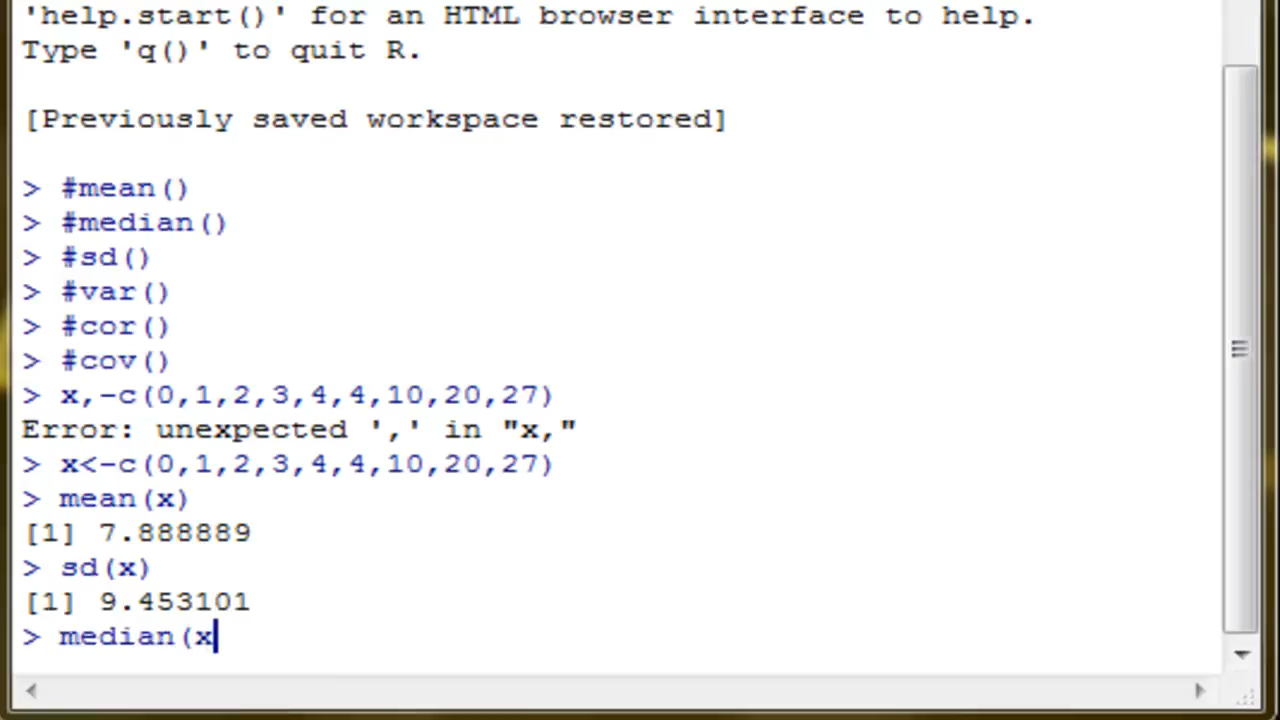 'help.start()' for an HTML browser interface to help.
Type 'q()' to quit R.
[Previously saved workspace restored]
> #mean()
> #median()
> #sd()
> #var()
> #cor()
> #cov()
> x,-c(0,1,2,3,4,4,10,20,27)
Error: unexpected ',' in "x,"
> x<-c(0,1,2,3,4,4,10,20,27)
> mean(x)
[1] 7.888889
> sd(x)
[1] 9.453101
> median(x